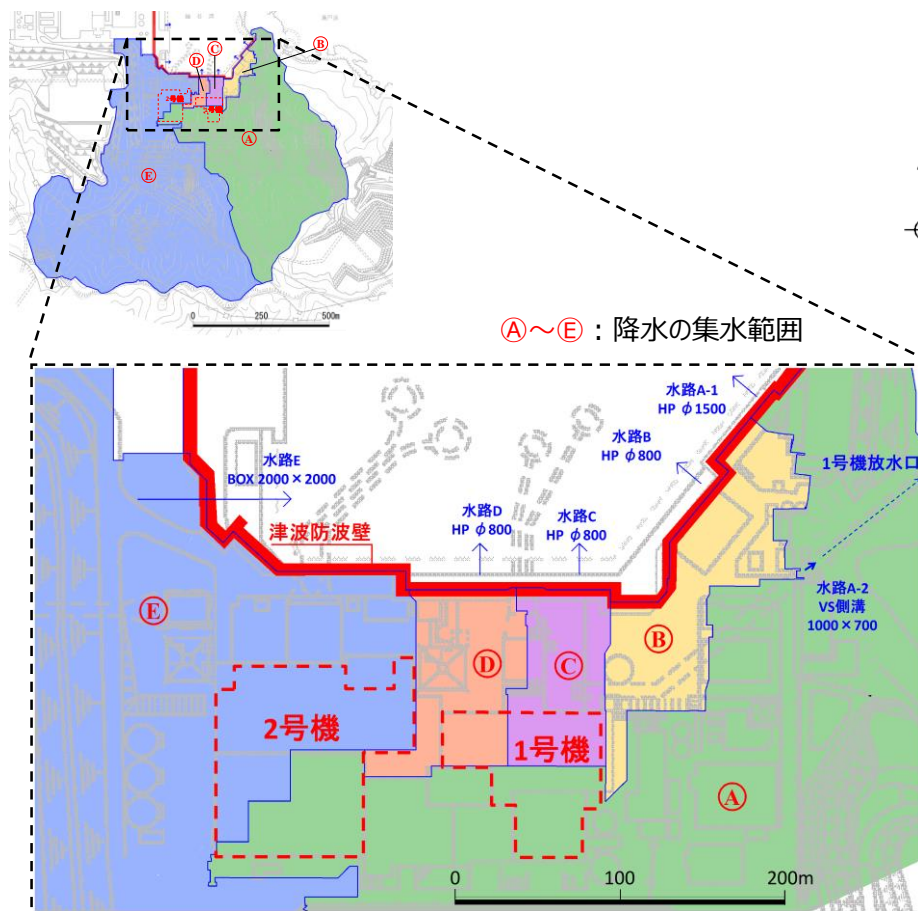 Ⓑ
Ⓒ
Ⓓ
Ⓐ
Ⓔ
0 250 500m
Ⓐ～Ⓔ：降水の集水範囲
水路A-1
HP φ1500
水路B
HP φ800
1号機放水口
水路E
BOX 2000×2000
水路D
HP φ800
水路C
HP φ800
津波防波壁
水路A-2
VS側溝
1000×700
Ⓔ
Ⓓ
Ⓒ
Ⓑ
2号機
1号機
Ⓐ
0 100 200m